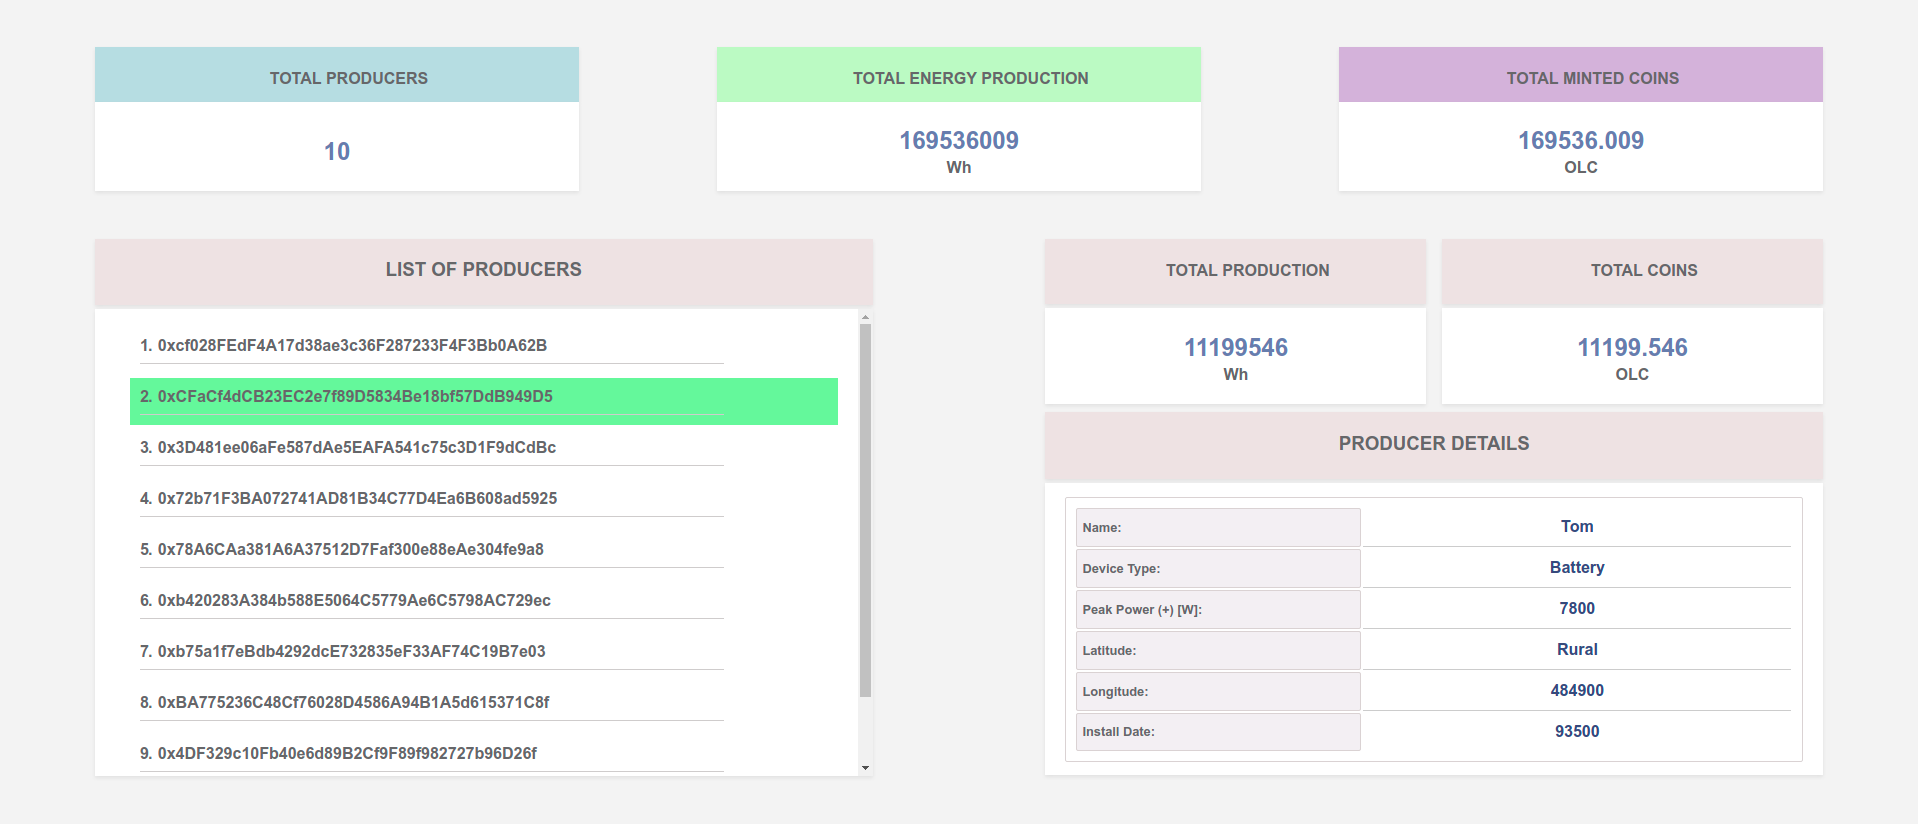 TOTAL PRODUCERS
10
TOTAL ENERGY PRODUCTION
169536009
Wh
TOTAL MINTED COINS
169536.009
OLC
LIST OF PRODUCERS
1. 0xcf028FEdF4A17d38ae3c36F287233F4F3Bb0A62B
2. 0xCFaCf4dCB23EC2e7f89D5834Be18bf57DdB949D5
3. 0x3D481ee06aFe587dAe5EAFA541c75c3D1F9dCdBc
4. 0x72b71F3BA072741AD81B34C77D4Ea6B608ad5925
5. 0x78A6CAa381A6A37512D7Faf300e88eAe304fe9a8
6. 0xb420283A384b588E5064C5779Ae6C5798AC729ec
7. 0xb75a1f7eBdb4292dcE732835eF33AF74C19B7e03
8. 0xBA775236C48Cf76028D4586A94B1A5d615371C8f
9. 0x4DF329c10Fb40e6d89B2Cf9F89f982727b96D26f
TOTAL PRODUCTION
11199546
Wh
TOTAL COINS
11199.546
OLC
PRODUCER DETAILS
Name: Tom
Device Type: Battery
Peak Power (+) [W]: 7800
Latitude: Rural
Longitude: 484900
Install Date: 93500